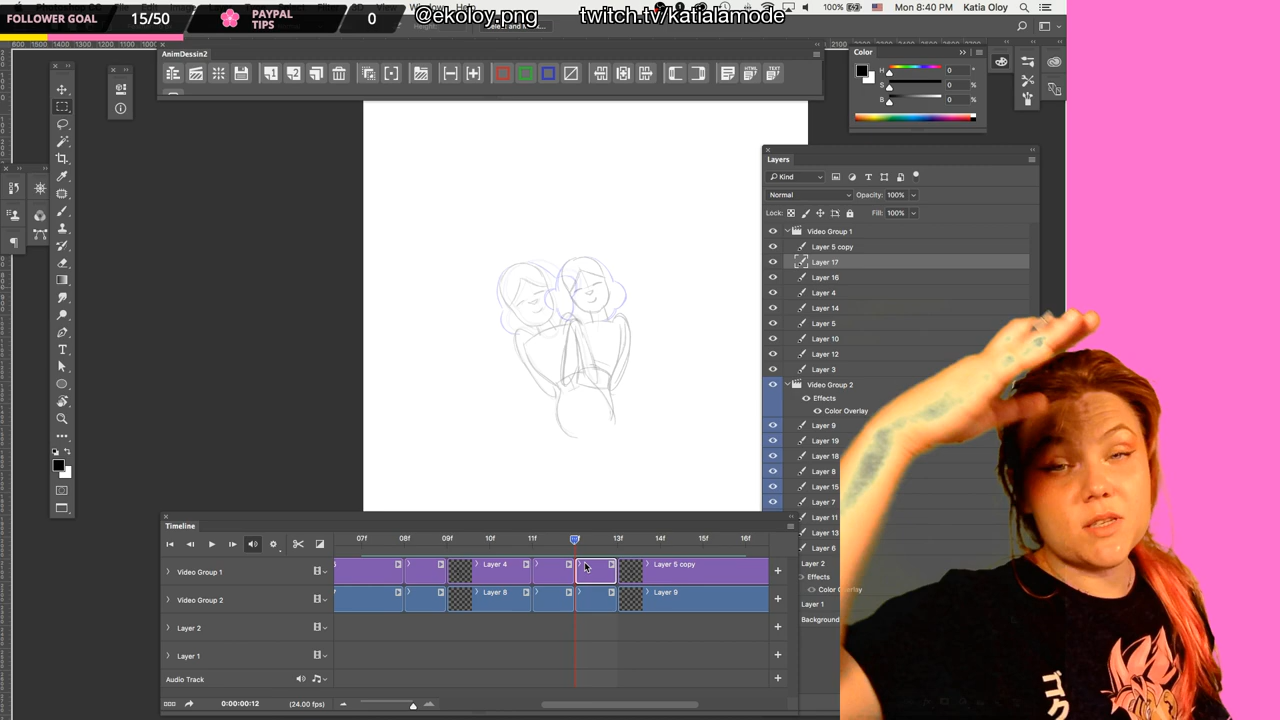 FOLLOWER GOAL
15/50
PAYPAL
TIPS
0
@ekoloy.png
twitch.tv/katialamode
100%
Mon 8:40 PM
Katia Oloy
AnimDessin2
Color
H
0
°
S
0
%
B
0
%
Layers
Kind
Normal
Opacity: 100%
Lock:
Fill: 100%
Video Group 1
Layer 5 copy
Layer 17
Layer 16
Layer 4
Layer 14
Layer 5
Layer 10
Layer 12
Layer 3
Video Group 2
Effects
Color Overlay
Layer 9
Layer 19
Layer 18
Layer 8
Layer 15
Layer 7
Layer 11
Layer 13
Layer 6
Layer 2
Effects
Layer 1
Background
Timeline
07f 08f 09f 10f 11f 12f 13f 14f 15f 16f
Video Group 1
Layer 4
Layer 5 copy
Video Group 2
Layer 8
Layer 9
Layer 2
Layer 1
Audio Track
0:00:00:12
(24.00 fps)
ゴク